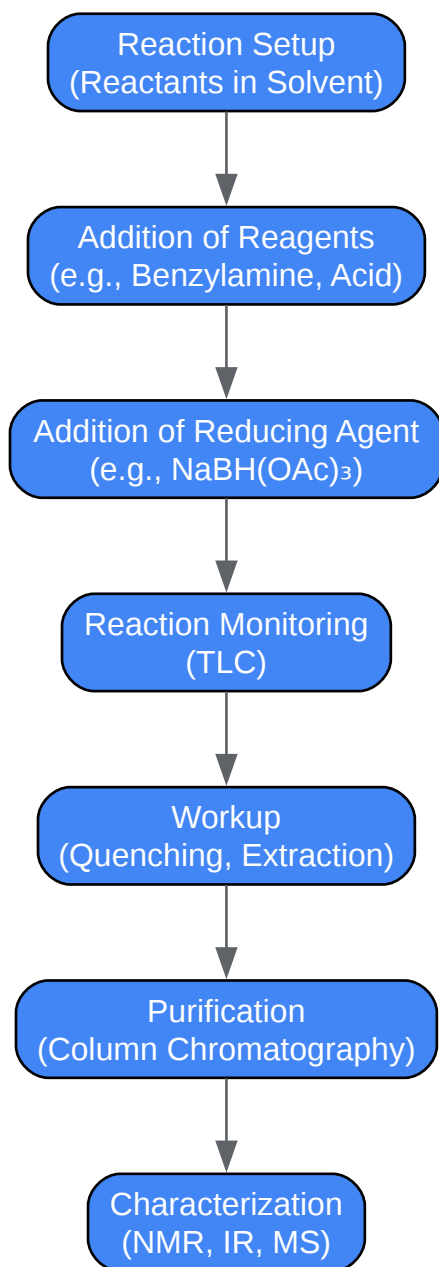 Reaction Setup
(Reactants in Solvent)
Addition of Reagents
(e.g., Benzylamine, Acid)
Addition of Reducing Agent
(e.g., NaBH(OAc)₃)
Reaction Monitoring
(TLC)
Workup
(Quenching, Extraction)
Purification
(Column Chromatography)
Characterization
(NMR, IR, MS)